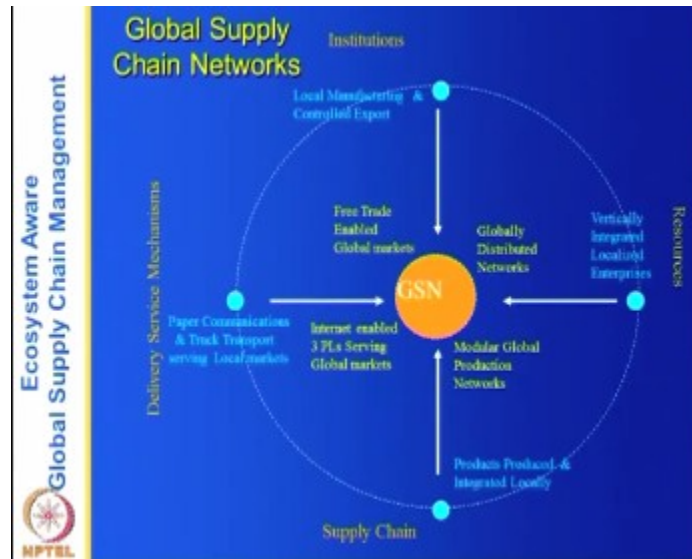 Global Supply
Chain Networks
Institutions
Local Manufacturing &
Controlled Export
Free Trade
Enabled
Global markets
Globally
Distributed
Networks
Vertically
Integrated
Localized
Enterprises
Resources
GSN
Delivery Service Mechanisms
Paper Communications
& Truck Transport
serving Local markets
Internet enabled
3 PLs Serving
Global markets
Modular Global
Production
Networks
Products Produced &
Integrated Locally
Supply Chain
Ecosystem Aware
Global Supply Chain Management
NPTEL